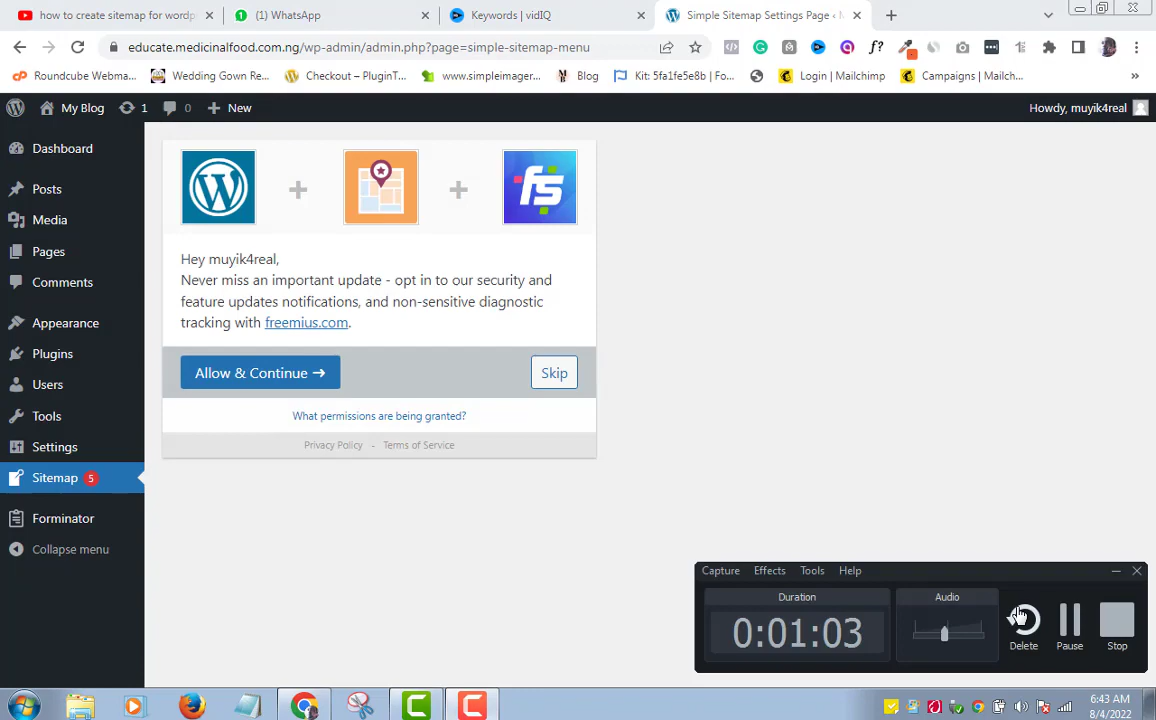 how to create sitemap for wordp
(1) WhatsApp
Keywords | vidIQ
Simple Sitemap Settings Page ‹
educate.medicinalfood.com.ng/wp-admin/admin.php?page=simple-sitemap-menu
Roundcube Webma...
Wedding Gown Re...
Checkout – PluginT...
www.simpleimager...
Blog
Kit: 5fa1fe5e8b | Fo...
Login | Mailchimp
Campaigns | Mailch...
My Blog
1
0
New
Howdy, muyik4real
Dashboard
Posts
Media
Pages
Comments
Appearance
Plugins
Users
Tools
Settings
Sitemap 5
Forminator
Collapse menu
fs
Hey muyik4real,
Never miss an important update - opt in to our security and
feature updates notifications, and non-sensitive diagnostic
tracking with freemius.com.
Allow & Continue →
Skip
What permissions are being granted?
Privacy Policy - Terms of Service
Capture Effects Tools Help
Duration
0:01:03
Audio
Delete
Pause
Stop
6:43 AM
8/4/2022